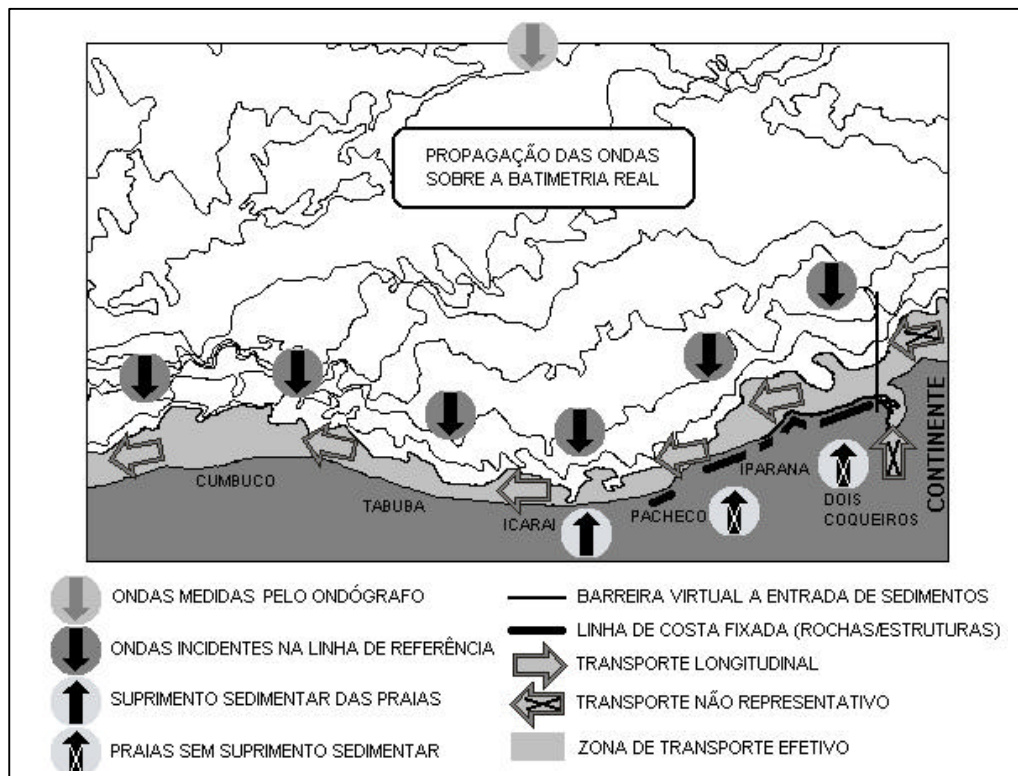 PROPAGAÇÃO DAS ONDAS
SOBRE A BATIMETRIA REAL
CONTINENTE
CUMBUCO
TABUBA
ICARAI
PACHECO
IPARANA
DOIS
COQUEIROS
ONDAS MEDIDAS PELO ONDÓGRAFO
ONDAS INCIDENTES NA LINHA DE REFERÊNCIA
SUPRIMENTO SEDIMENTAR DAS PRAIAS
PRAIAS SEM SUPRIMENTO SEDIMENTAR
BARREIRA VIRTUAL A ENTRADA DE SEDIMENTOS
LINHA DE COSTA FIXADA (ROCHAS/ESTRUTURAS)
TRANSPORTE LONGITUDINAL
TRANSPORTE NÃO REPRESENTATIVO
ZONA DE TRANSPORTE EFETIVO